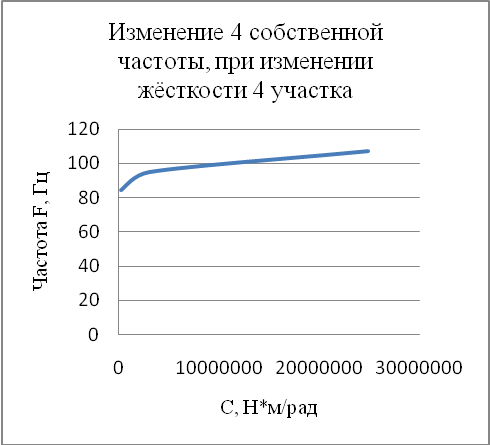 Изменение 4 собственной
частоты, при изменении
жёсткости 4 участка
120
100
80
60
40
20
0
0 10000000 20000000 30000000
Частота F, Гц
С, Н*м/рад